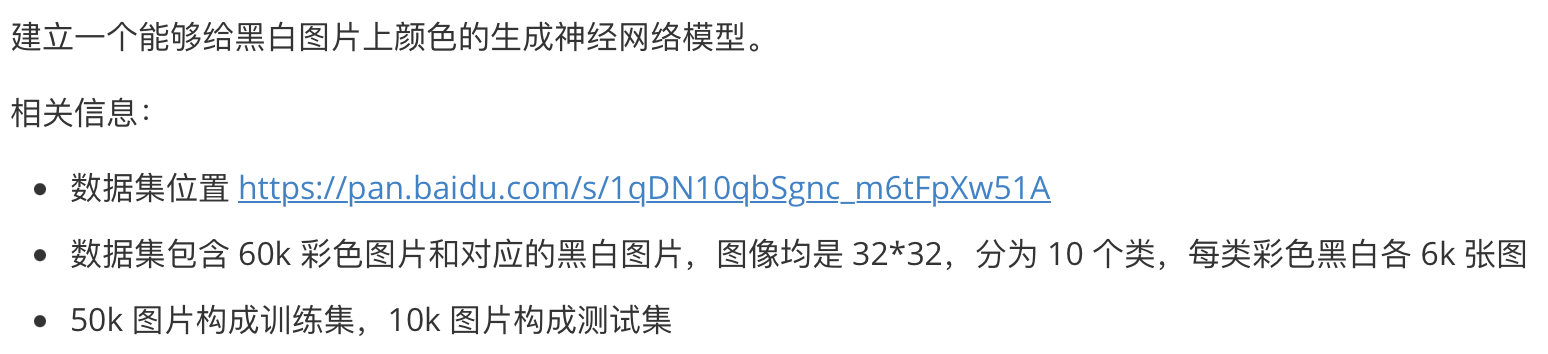 建立一个能够给黑白图片上颜色的生成神经网络模型。
相关信息：
• 数据集位置 https://pan.baidu.com/s/1qDN10qbSgnc_m6tFpXw51A
• 数据集包含 60k 彩色图片和对应的黑白图片，图像均是 32*32，分为 10 个类，每类彩色黑白各 6k 张图
• 50k 图片构成训练集，10k 图片构成测试集